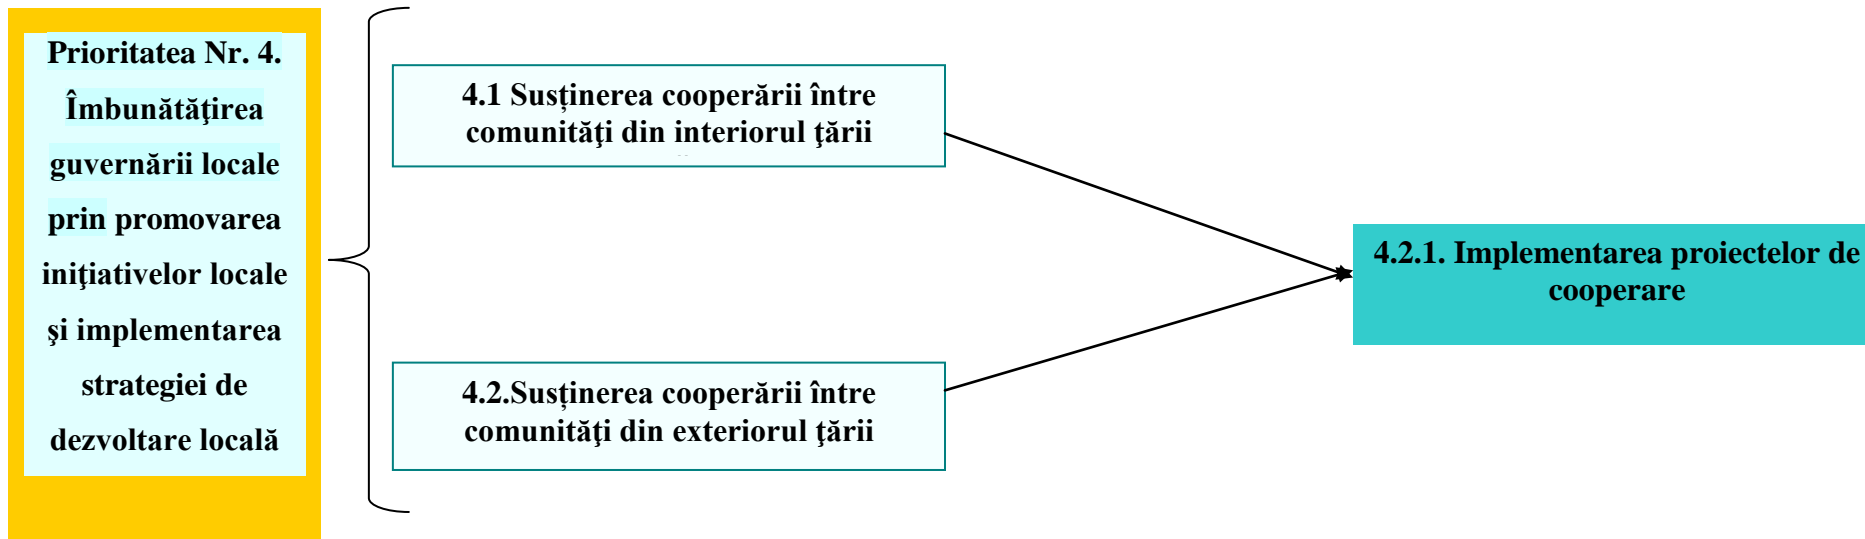 Prioritatea Nr. 4.
Îmbunătăţirea
guvernării locale
prin promovarea
iniţiativelor locale
şi implementarea
strategiei de
dezvoltare locală
4.1 Susținerea cooperării între
comunităţi din interiorul ţării
4.2.Susținerea cooperării între
comunităţi din exteriorul ţării
4.2.1. Implementarea proiectelor de
cooperare